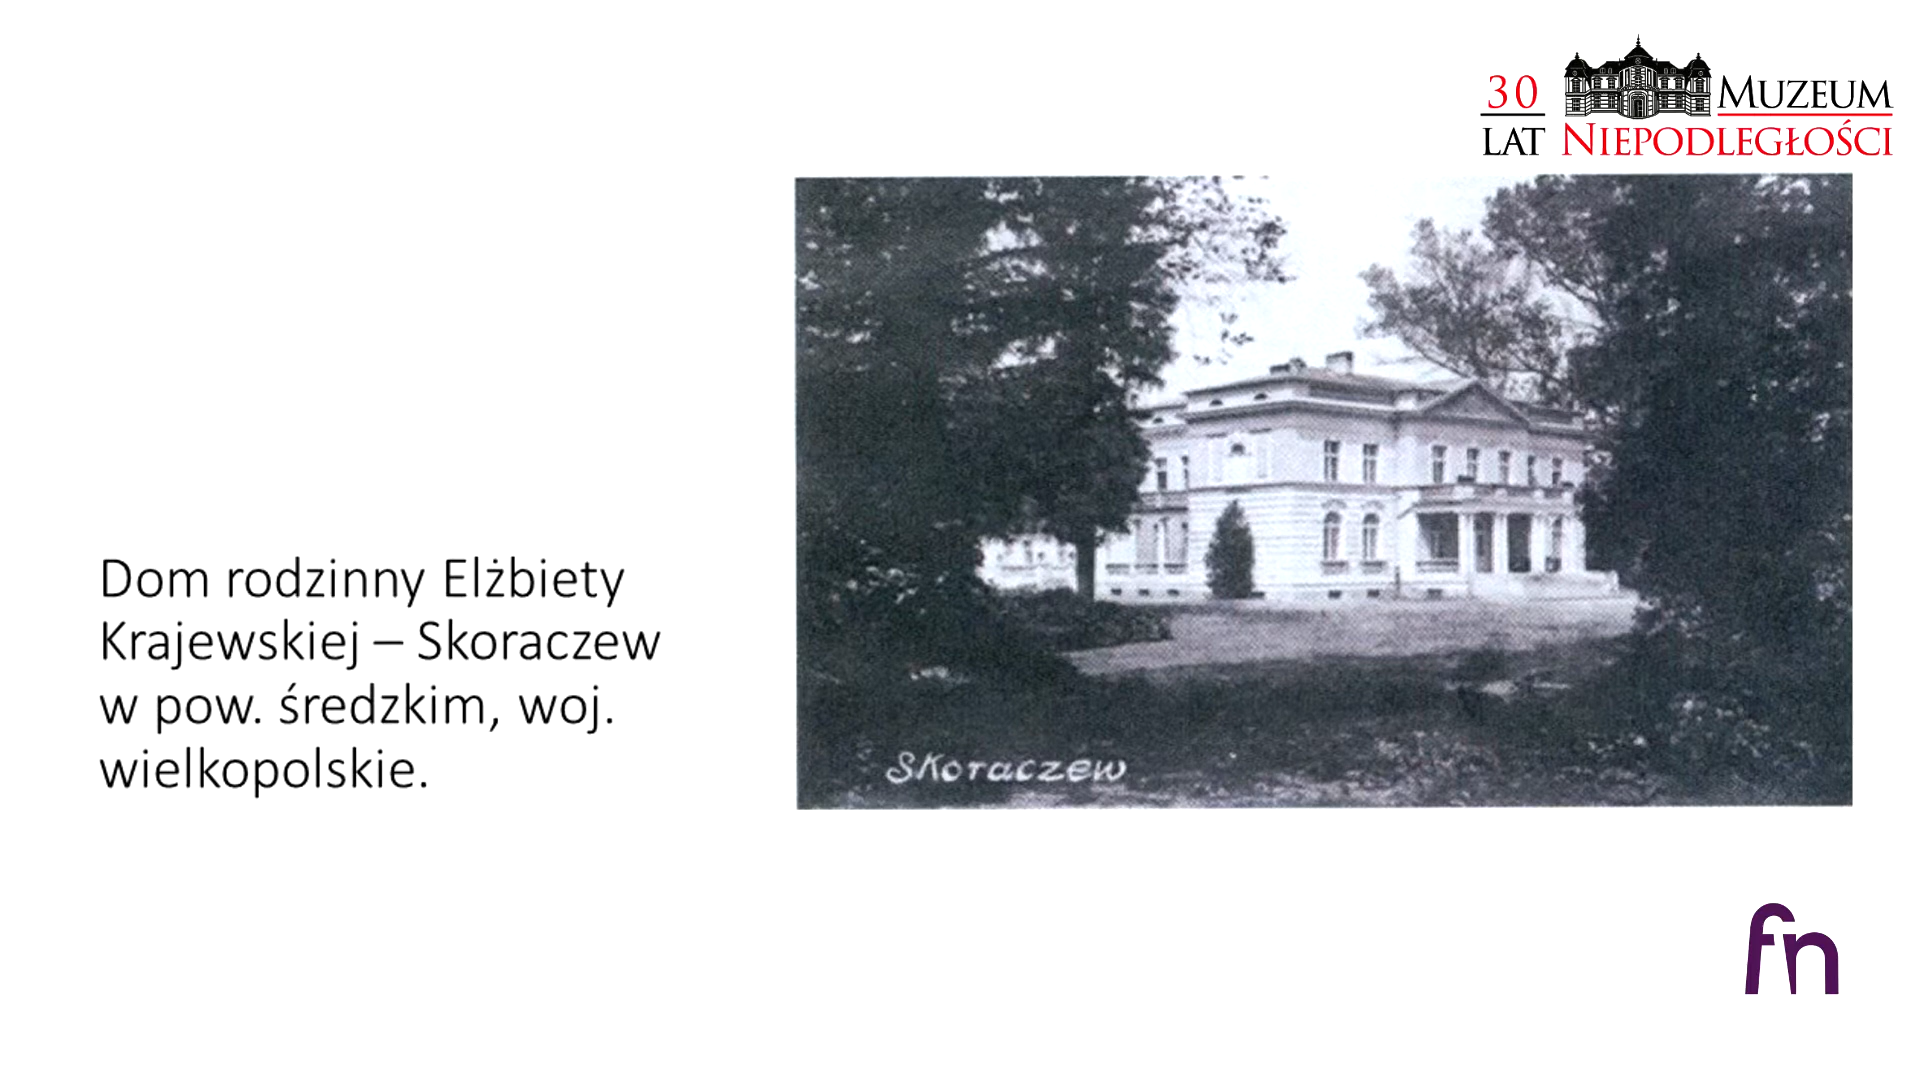 30 LAT
MUZEUM
NIEPODLEGŁOŚCI
Dom rodzinny Elżbiety
Krajewskiej – Skoraczew
w pow. średzkim, woj.
wielkopolskie.
Skoraczew
fn